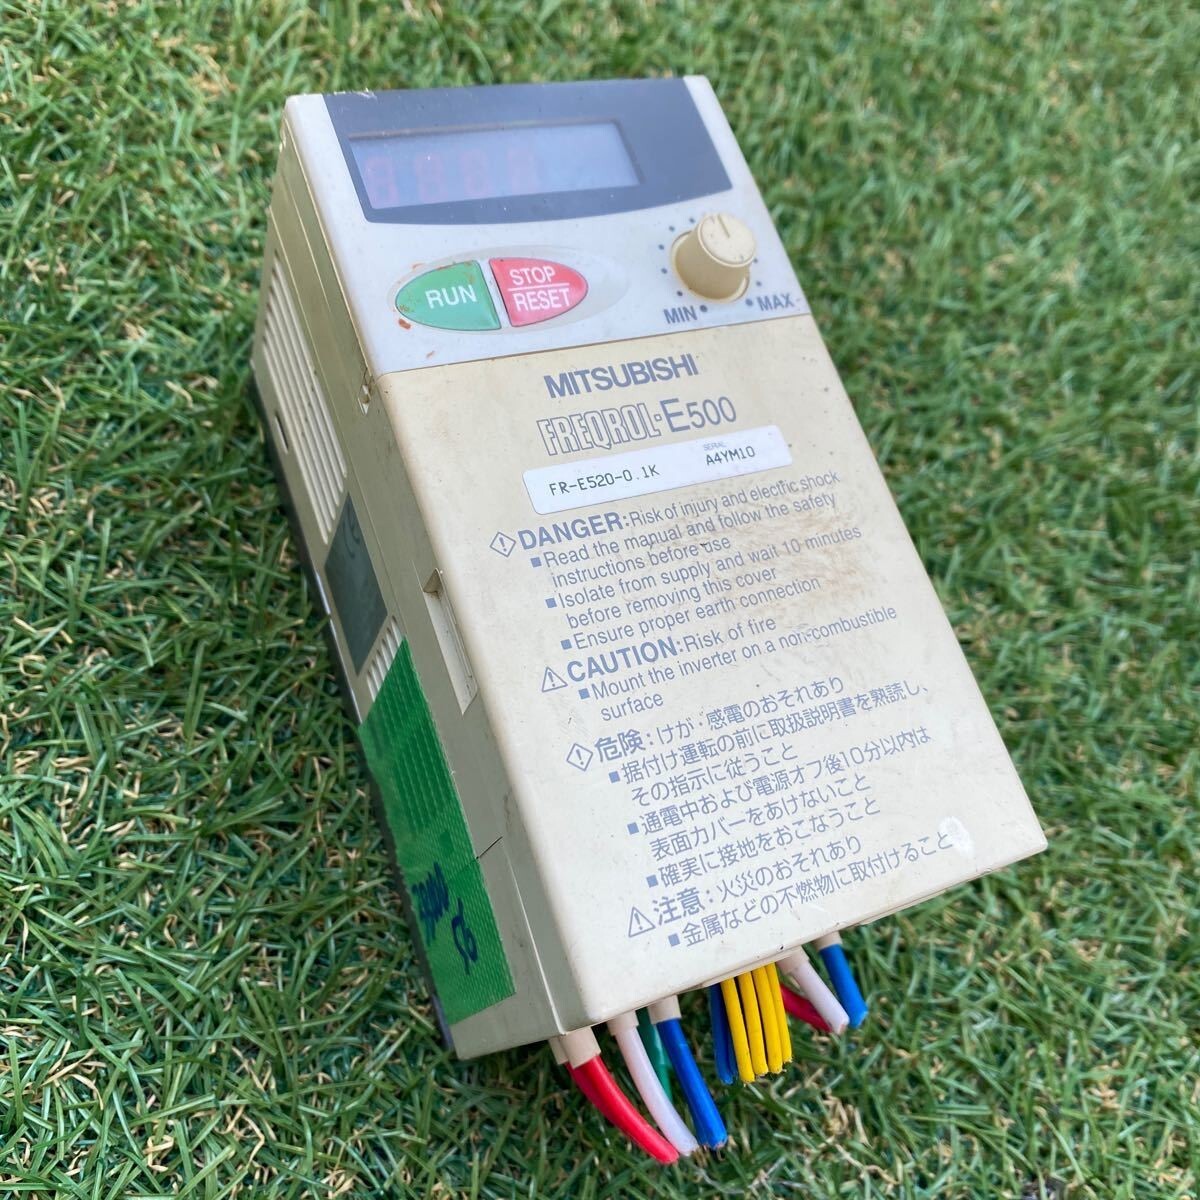 RUN
STOP
RESET
MIN
MAX
MITSUBISHI
FREQROL-E500
FR-E520-0.1K
SERIAL
A4YM10
DANGER:Risk of injury and electric shock
■Read the manual and follow the safety
instructions before use
■Isolate from supply and wait 10 minutes
before removing this cover
■Ensure proper earth connection
CAUTION:Risk of fire
■Mount the inverter on a non-combustible
surface
危険:けが・感電のおそれあり
■据付け運転の前に取扱説明書を熟読し、
その指示に従うこと
■通電中および電源オフ後10分以内は
表面カバーをあけないこと
■確実に接地をおこなうこと
注意:火災のおそれあり
■金属などの不燃物に取付けること
CE